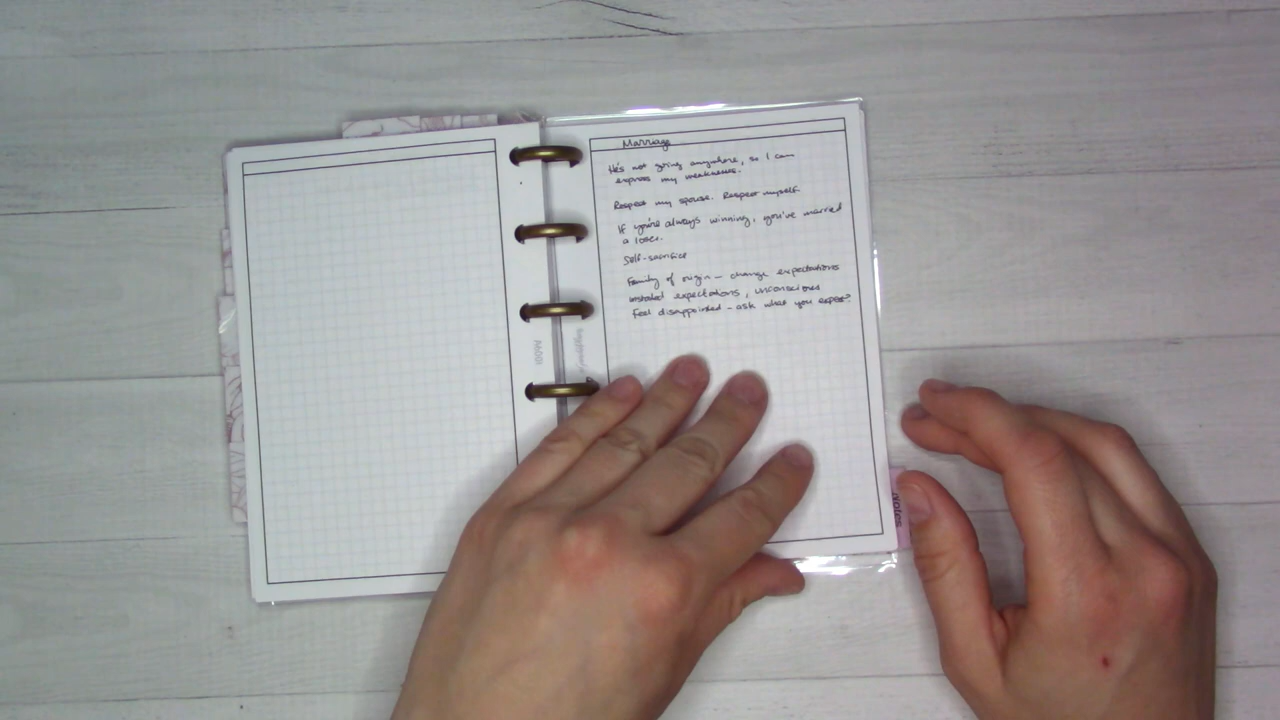 Marriage
He's not going anywhere, so I can
express my weaknesses.
Respect my spouse. Respect myself.
If you're always winning, you've married
a loser.
Self-sacrifice
Family of origin - change expectations
unstated expectations, unconscious
Feel disappointed - ask what you expect?
Notes